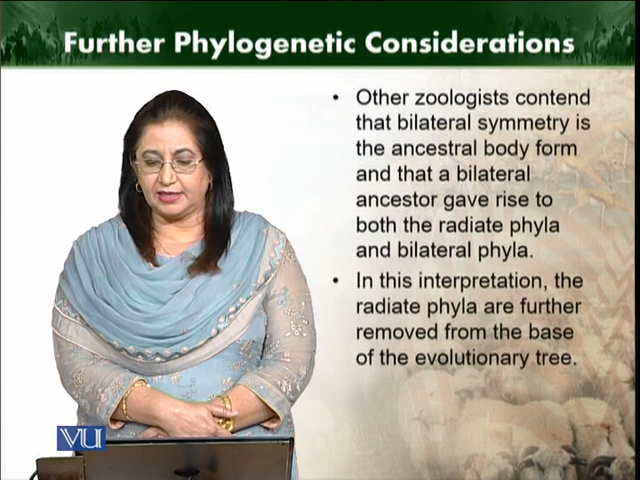 Further Phylogenetic Considerations
• Other zoologists contend
that bilateral symmetry is
the ancestral body form
and that a bilateral
ancestor gave rise to
both the radiate phyla
and bilateral phyla.
• In this interpretation, the
radiate phyla are further
removed from the base
of the evolutionary tree.
VU